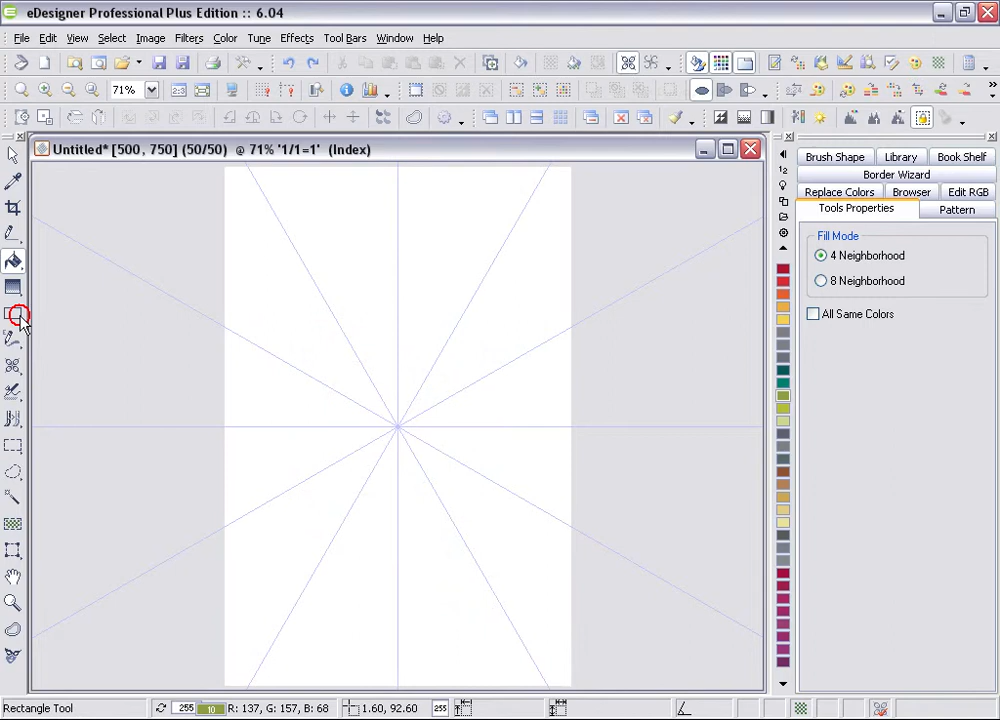 eDesigner Professional Plus Edition :: 6.04
File Edit View Select Image Filters Color Tune Effects Tool Bars Window Help
71%
Untitled* [500, 750] (50/50) @ 71% '1/1=1' (Index)
Brush Shape Library Book Shelf
Border Wizard
Replace Colors Browser Edit RGB
Tools Properties Pattern
Fill Mode
4 Neighborhood
8 Neighborhood
All Same Colors
Rectangle Tool 255 10 R: 137, G: 157, B: 68 1.60, 92.60 255